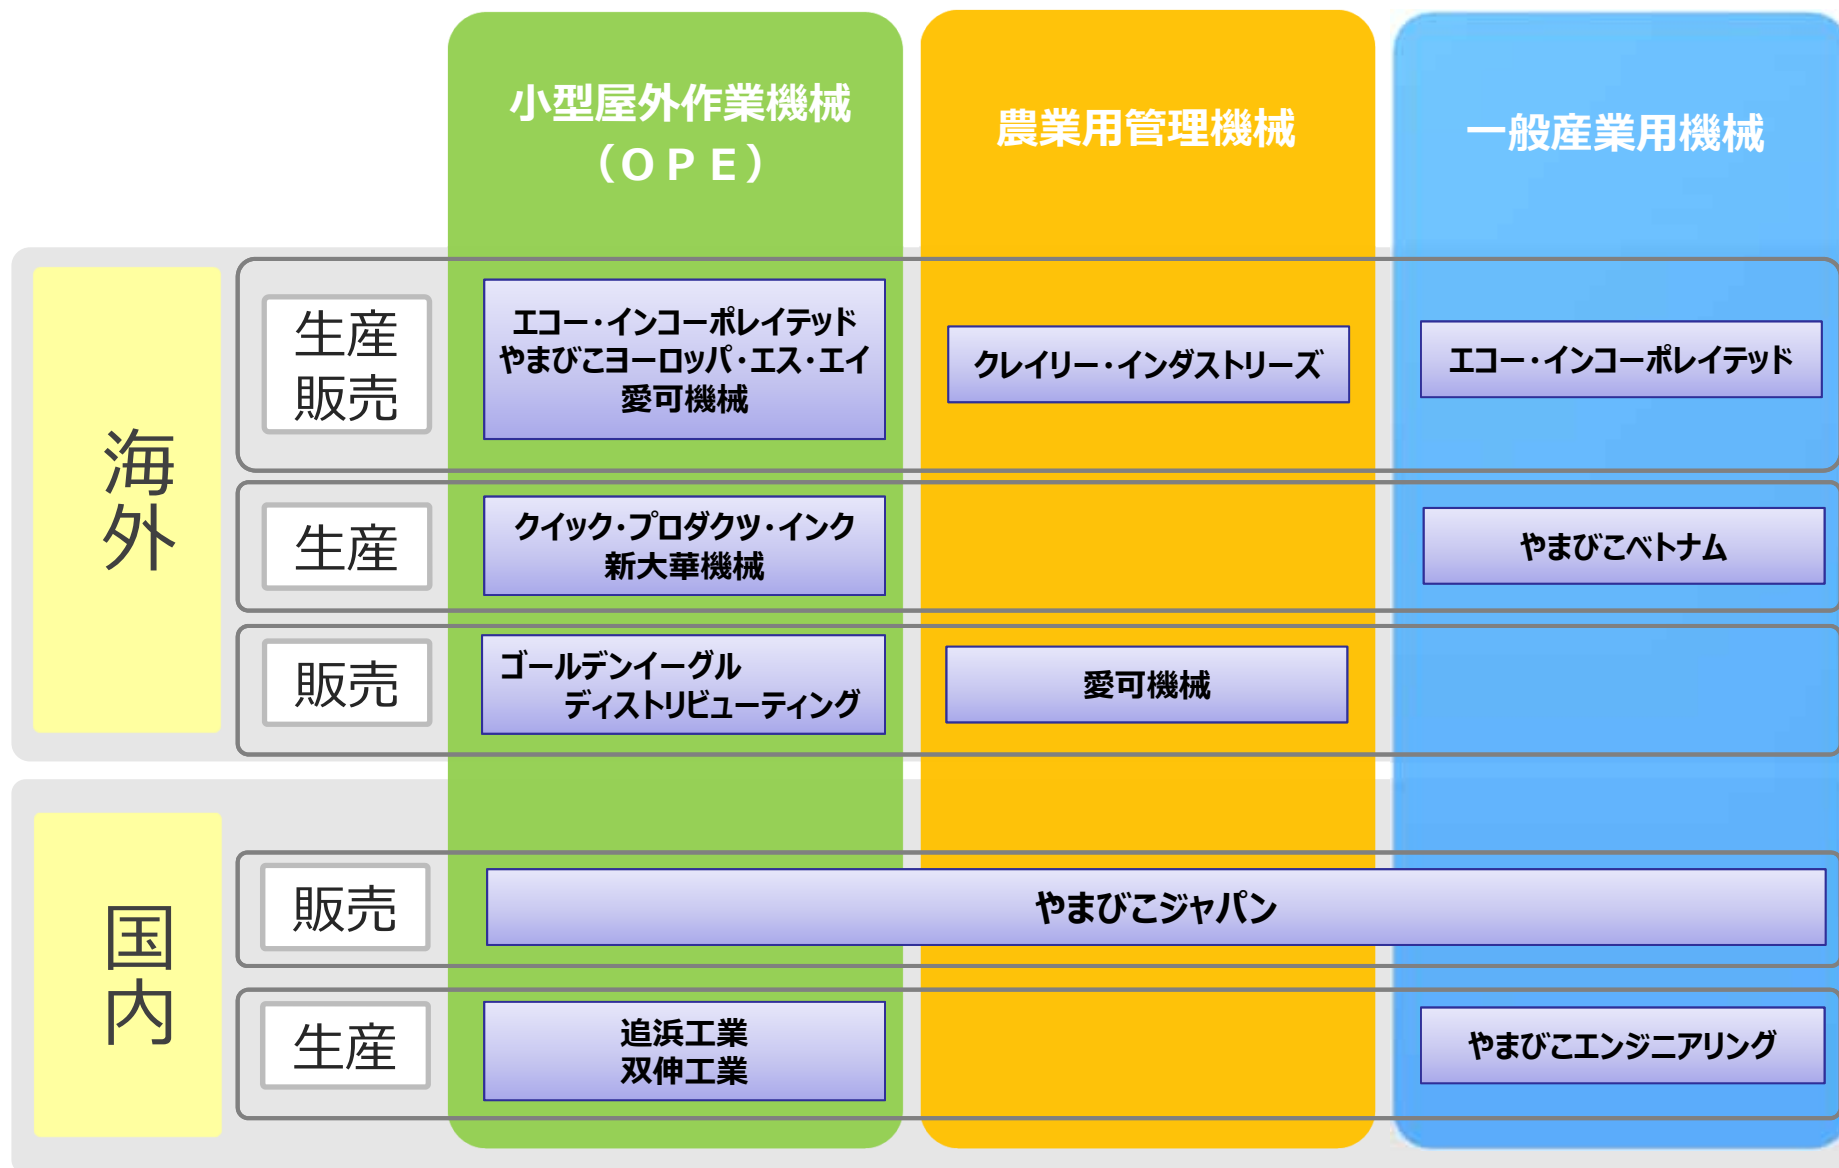 小型屋外作業機械
（ＯＰＥ）
農業用管理機械
一般産業用機械
海外
生産
販売
エコー・インコーポレイテッド
やまびこヨーロッパ・エス・エイ
愛可機械
クレイリー・インダストリーズ
エコー・インコーポレイテッド
生産
クイック・プロダクツ・インク
新大華機械
やまびこベトナム
販売
ゴールデンイーグル
ディストリビューティング
愛可機械
国内
販売
やまびこジャパン
生産
追浜工業
双伸工業
やまびこエンジニアリング